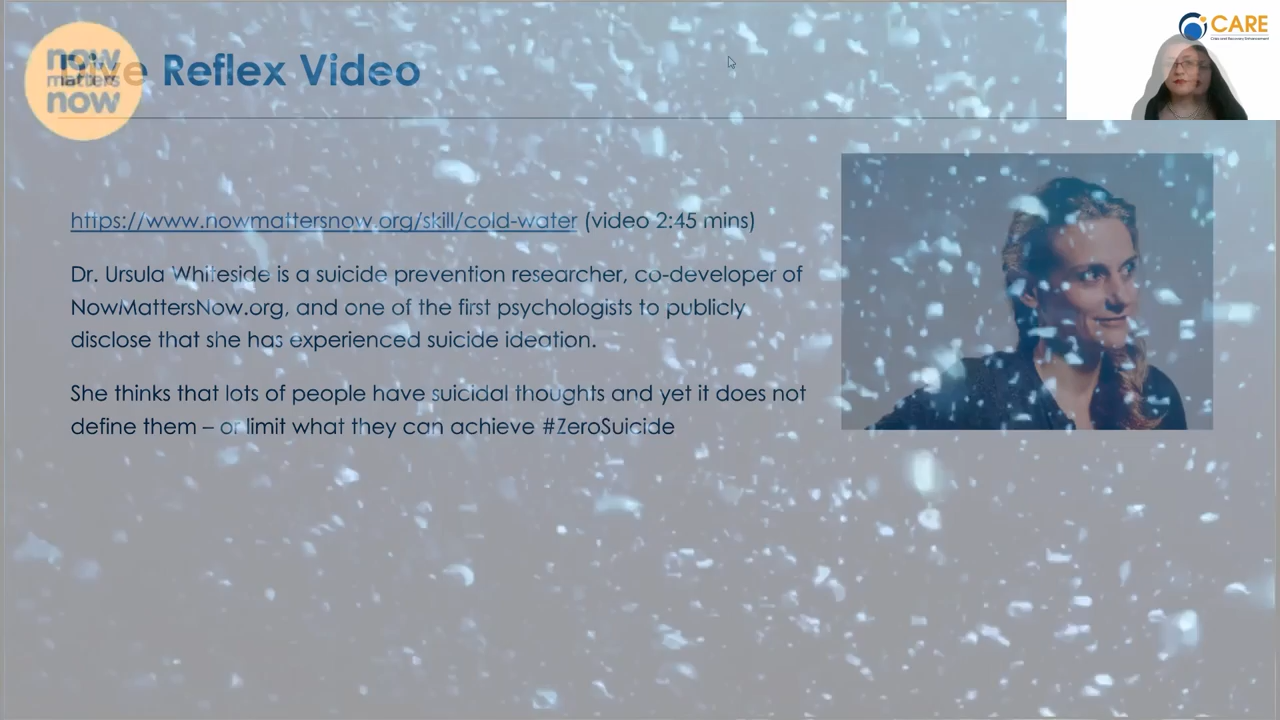 now
matters
now
Reflex Video
CARE
https://www.nowmattersnow.org/skill/cold-water (video 2:45 mins)
Dr. Ursula Whiteside is a suicide prevention researcher, co-developer of
NowMattersNow.org, and one of the first psychologists to publicly
disclose that she has experienced suicide ideation.
She thinks that lots of people have suicidal thoughts and yet it does not
define them – or limit what they can achieve #ZeroSuicide